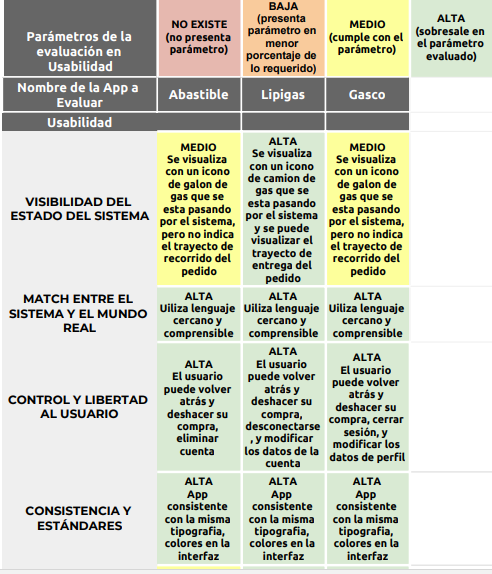 Parámetros de la
evaluación en
Usabilidad
NO EXISTE
(no presenta
parámetro)
BAJA
(presenta
parámetro en
menor
porcentaje de
lo requerido)
MEDIO
(cumple con el
parámetro)
ALTA
(sobresale en
el parámetro
evaluado)
Nombre de la App a
Evaluar
Abastible
Lipigas
Gasco
Usabilidad
VISIBILIDAD DEL
ESTADO DEL SISTEMA
MEDIO
Se visualiza
con un icono
de galon de
gas que se
esta pasando
por el sistema,
pero no indica
el trayecto de
recorrido del
pedido
ALTA
Se visualiza
con un icono
de camion de
gas que se
esta pasando
por el sistema
y se puede
visualizar el
trayecto de
entrega del
pedido
MEDIO
Se visualiza
con un icono
de galon de
gas que se
esta pasando
por el sistema,
pero no indica
el trayecto de
recorrido del
pedido
MATCH ENTRE EL
SISTEMA Y EL MUNDO
REAL
ALTA
Uiliza lenguaje
cercano y
comprensible
ALTA
Uiliza lenguaje
cercano y
comprensible
ALTA
Uiliza lenguaje
cercano y
comprensible
CONTROL Y LIBERTAD
AL USUARIO
ALTA
El usuario
puede volver
atrás y
deshacer su
compra,
eliminar
cuenta
ALTA
El usuario
puede volver
atrás y
deshacer su
compra,
desconectarse
, y modificar
los datos de la
cuenta
ALTA
El usuario
puede volver
atrás y
deshacer su
compra, cerrar
sesión, y
modificar los
datos de perfil
CONSISTENCIA Y
ESTÁNDARES
ALTA
App
consistente
con la misma
tipografia,
colores en la
interfaz
ALTA
App
consistente
con la misma
tipografia,
colores en la
interfaz
ALTA
App
consistente
con la misma
tipografia,
colores en la
interfaz